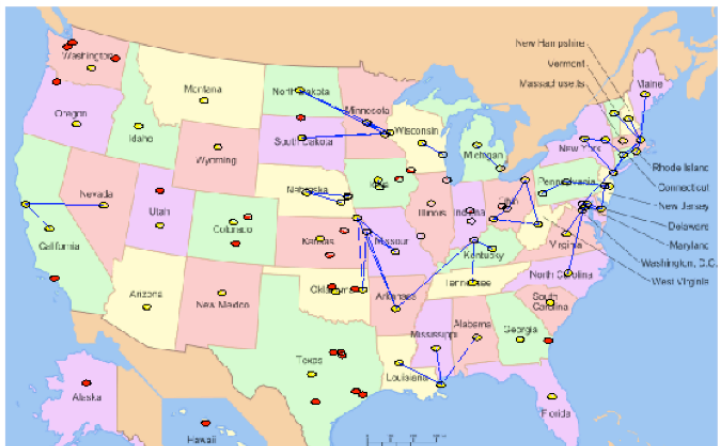 New Hampshire
Vermont
Massachusetts
Maine
Washington
Montana
North Dakota
Minnesota
Oregon
Idaho
Wyoming
South Dakota
Wisconsin
Michigan
New York
Rhode Island
Connecticut
New Jersey
Delaware
Maryland
Washington, D.C.
West Virginia
Nevada
Utah
Colorado
Nebraska
Illinois
Indiana
Pennsylvania
California
Kansas
Missouri
Kentucky
Virginia
Arizona
New Mexico
Oklahoma
Arkansas
Tennessee
North Carolina
South
Carolina
Texas
Louisiana
Mississippi
Alabama
Georgia
Florida
Alaska
Hawaii